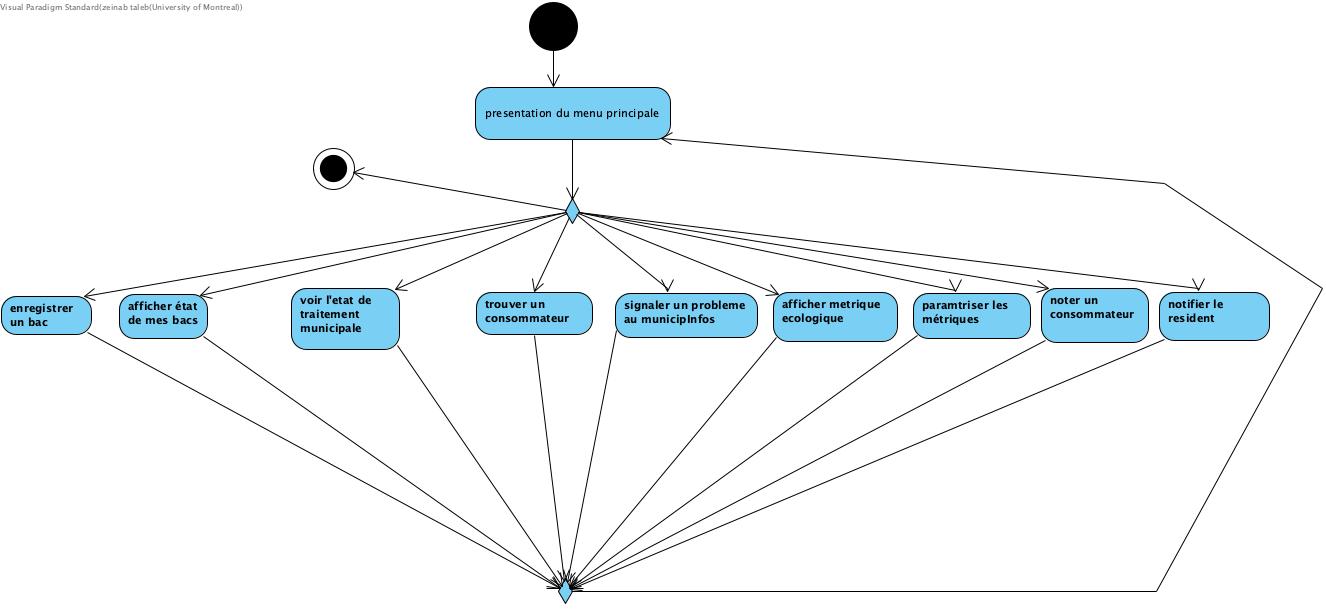 Visual Paradigm Standard(zeinab taleb(University of Montreal))
presentation du menu principale
enregistrer
un bac
afficher état
de mes bacs
voir l'etat de
traitement
municipale
trouver un
consommateur
signaler un probleme
au municipInfos
afficher metrique
ecologique
paramtriser les
métriques
noter un
consommateur
notifier le
resident